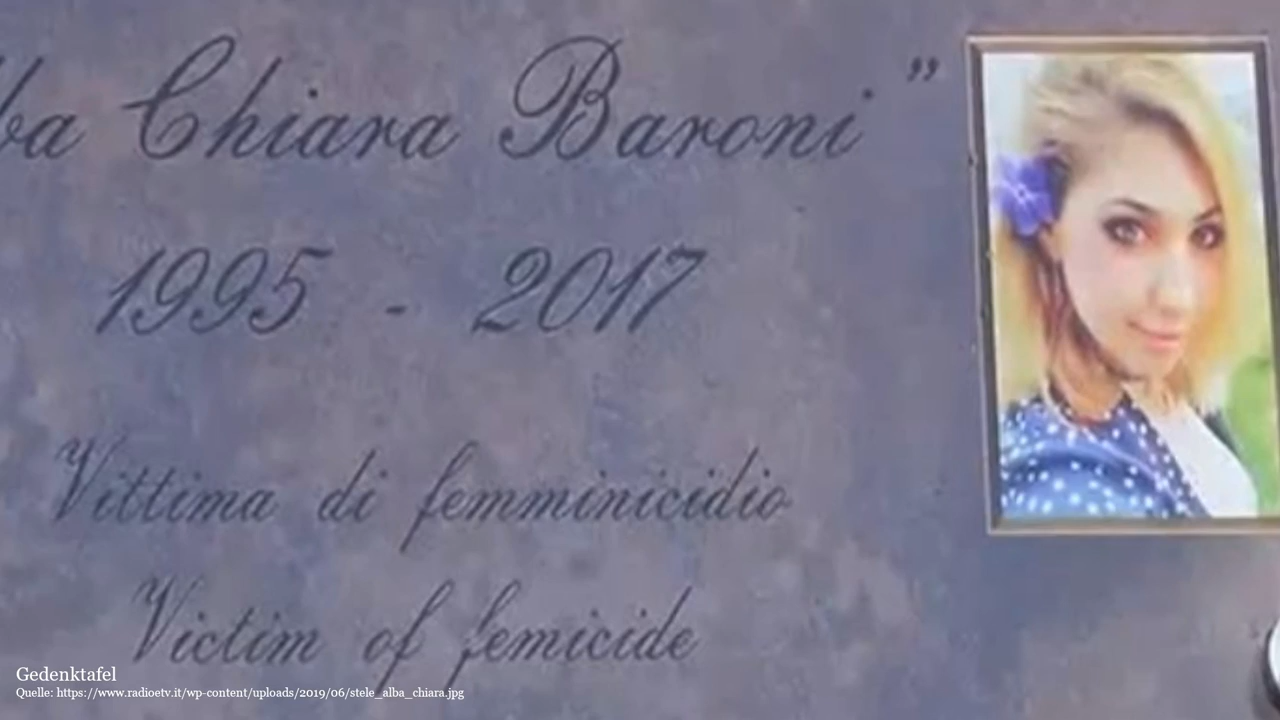 ba Chiara Baroni ”
1995 - 2017
Vittima di femminicidio
Victim of femicide
Gedenktafel
Quelle: https://www.radioetv.it/wp-content/uploads/2019/06/stele_alba_chiara.jpg